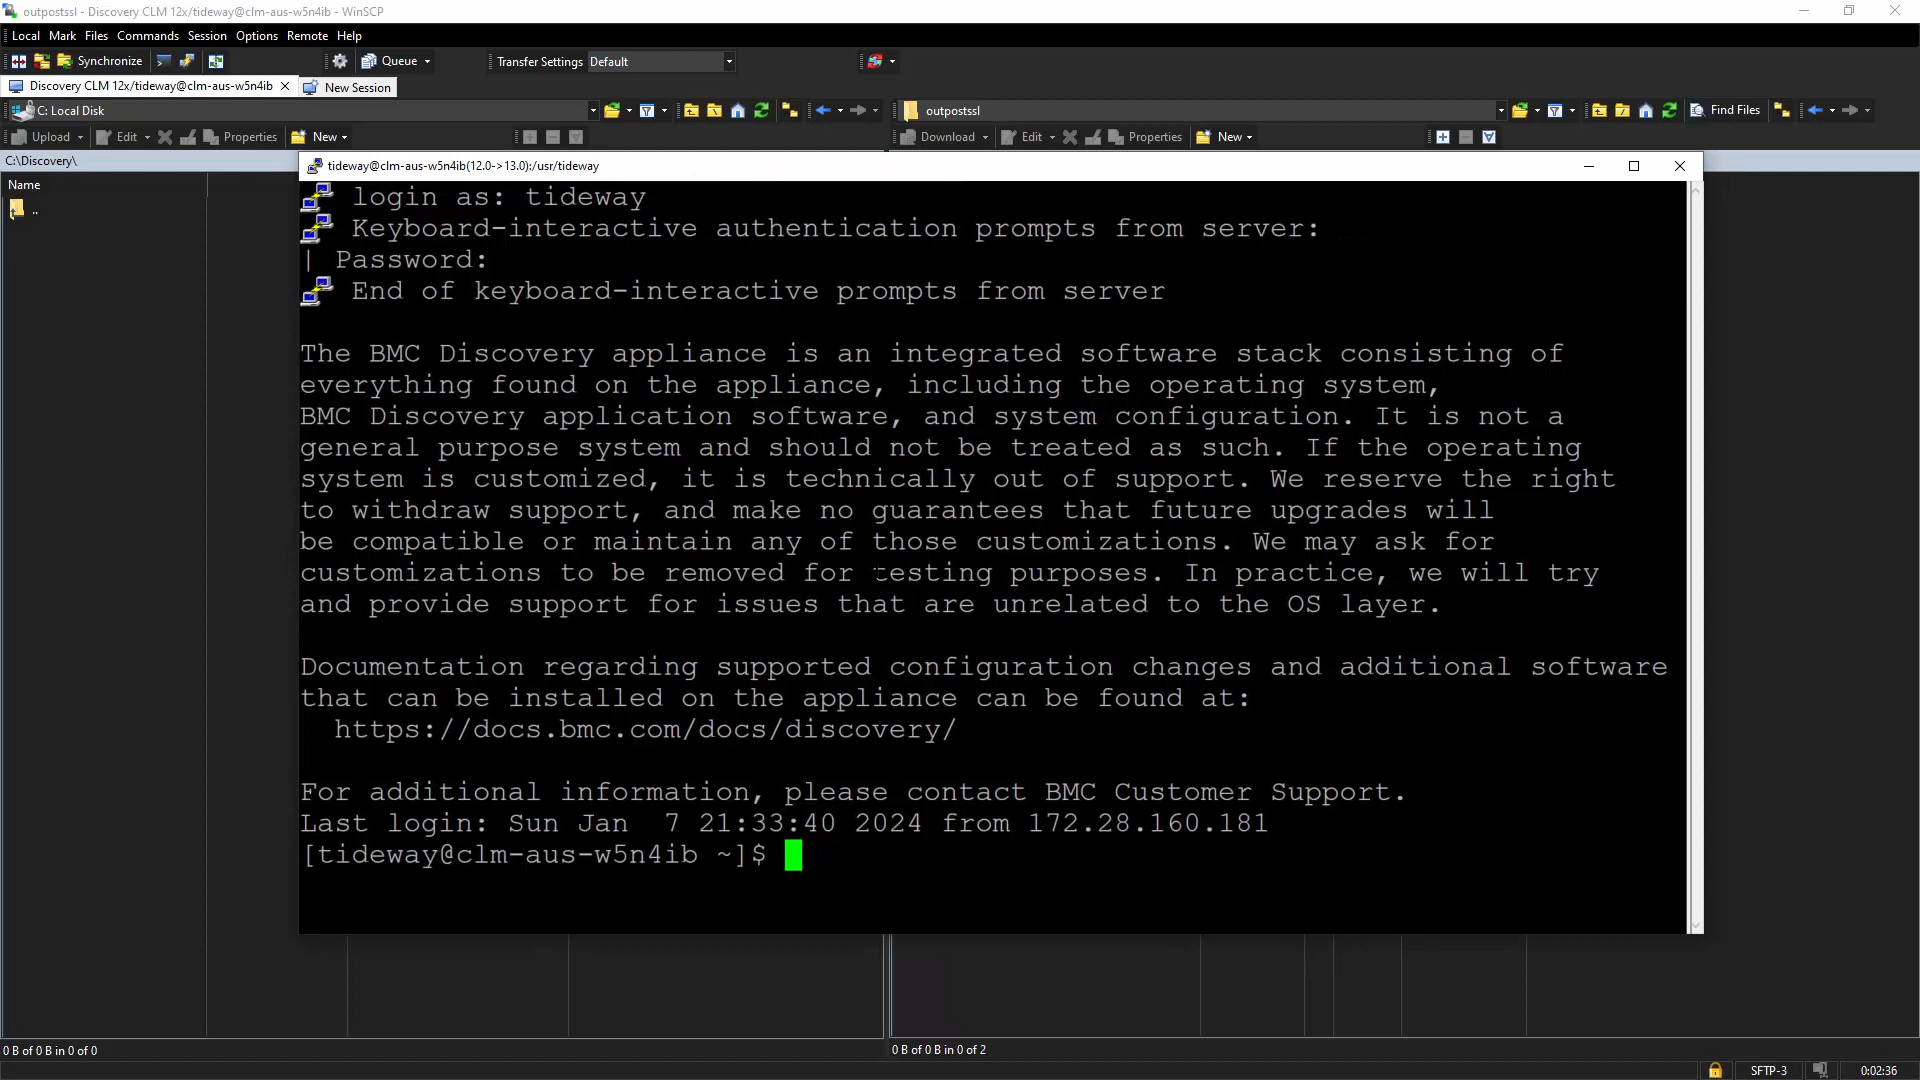 outpostssl - Discovery CLM 12x/tideway@clm-aus-w5n4ib - WinSCP
Local Mark Files Commands Session Options Remote Help
Synchronize Queue Transfer Settings Default
Discovery CLM 12x/tideway@clm-aus-w5n4ib × New Session
C: Local Disk outpostssl Find Files
Upload Edit Properties New Download Edit Properties New
C:\Discovery\
Name
..
tideway@clm-aus-w5n4ib(12.0->13.0):/usr/tideway
login as: tideway
Keyboard-interactive authentication prompts from server:
| Password:
End of keyboard-interactive prompts from server
The BMC Discovery appliance is an integrated software stack consisting of
everything found on the appliance, including the operating system,
BMC Discovery application software, and system configuration. It is not a
general purpose system and should not be treated as such. If the operating
system is customized, it is technically out of support. We reserve the right
to withdraw support, and make no guarantees that future upgrades will
be compatible or maintain any of those customizations. We may ask for
customizations to be removed for testing purposes. In practice, we will try
and provide support for issues that are unrelated to the OS layer.
Documentation regarding supported configuration changes and additional software
that can be installed on the appliance can be found at:
https://docs.bmc.com/docs/discovery/
For additional information, please contact BMC Customer Support.
Last login: Sun Jan  7 21:33:40 2024 from 172.28.160.181
[tideway@clm-aus-w5n4ib ~]$
0 B of 0 B in 0 of 0 0 B of 0 B in 0 of 2
SFTP-3 0:02:36